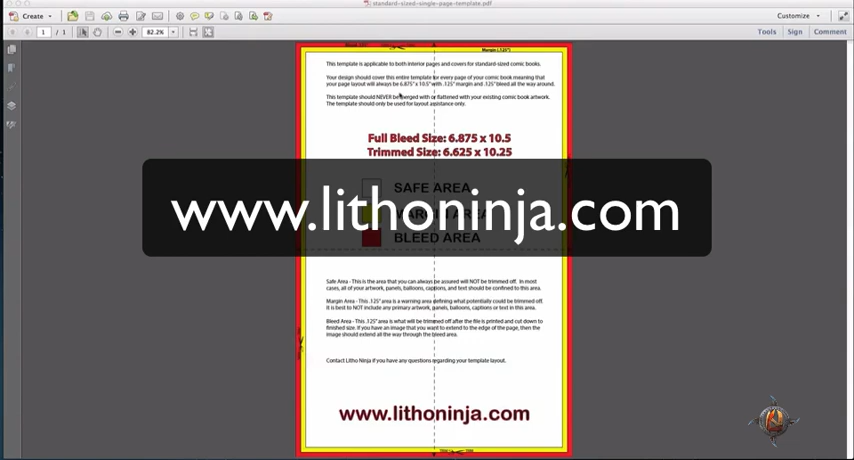 standard-sized-single-page-template.pdf
Create
Customize
1 / 1
82.2%
Tools Sign Comment
Margin (.125")
This template is applicable to both interior pages and covers for standard-sized comic books.
Your design should cover this entire template for every page of your comic book meaning that
your page layout will always be 6.875" x 10.5" with .125" margin and .125" bleed all the way around.
This template should NEVER be merged with or flattened with your existing comic book artwork.
The template should only be used for layout assistance only.
Full Bleed Size: 6.875 x 10.5
Trimmed Size: 6.625 x 10.25
SAFE AREA
www.lithoninja.com
MARGIN AREA
BLEED AREA
Safe Area - This is the area that you can always be assured will NOT be trimmed off. In most
cases, all of your artwork, panels, balloons, captions, and text should be confined to this area.
Margin Area - This .125" area is a warning area defining what potentially could be trimmed off.
It is best to NOT include any primary artwork, panels, balloons, captions or text in this area.
Bleed Area - This .125" area is what will be trimmed off after the file is printed and cut down to
finished size. If you have an image that you want to extend to the edge of the page, then the
image should extend all the way through the bleed area.
Contact Litho Ninja if you have any questions regarding your template layout.
www.lithoninja.com